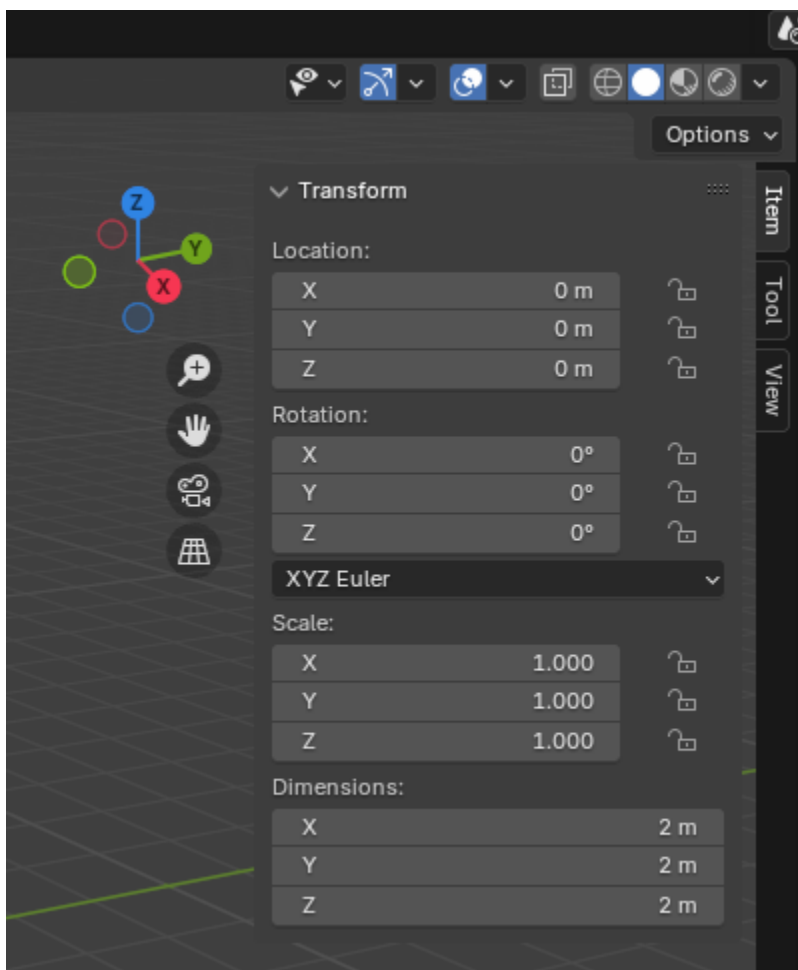 Options
Transform
Item
Tool
View
Z
Y
X
Location:
X 0 m
Y 0 m
Z 0 m
Rotation:
X 0°
Y 0°
Z 0°
XYZ Euler
Scale:
X 1.000
Y 1.000
Z 1.000
Dimensions:
X 2 m
Y 2 m
Z 2 m